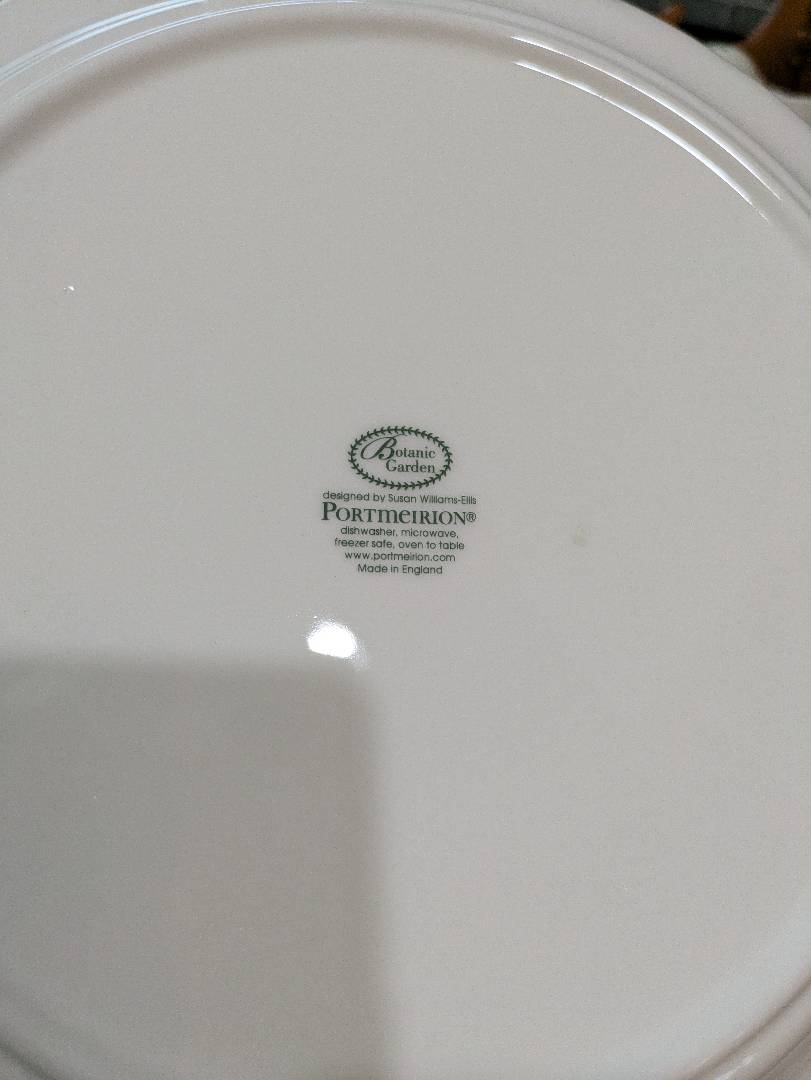 Botanic
Garden
designed by Susan Williams-Ellis
PORTMEIRION®
dishwasher, microwave,
freezer safe, oven to table
www.portmeirion.com
Made in England